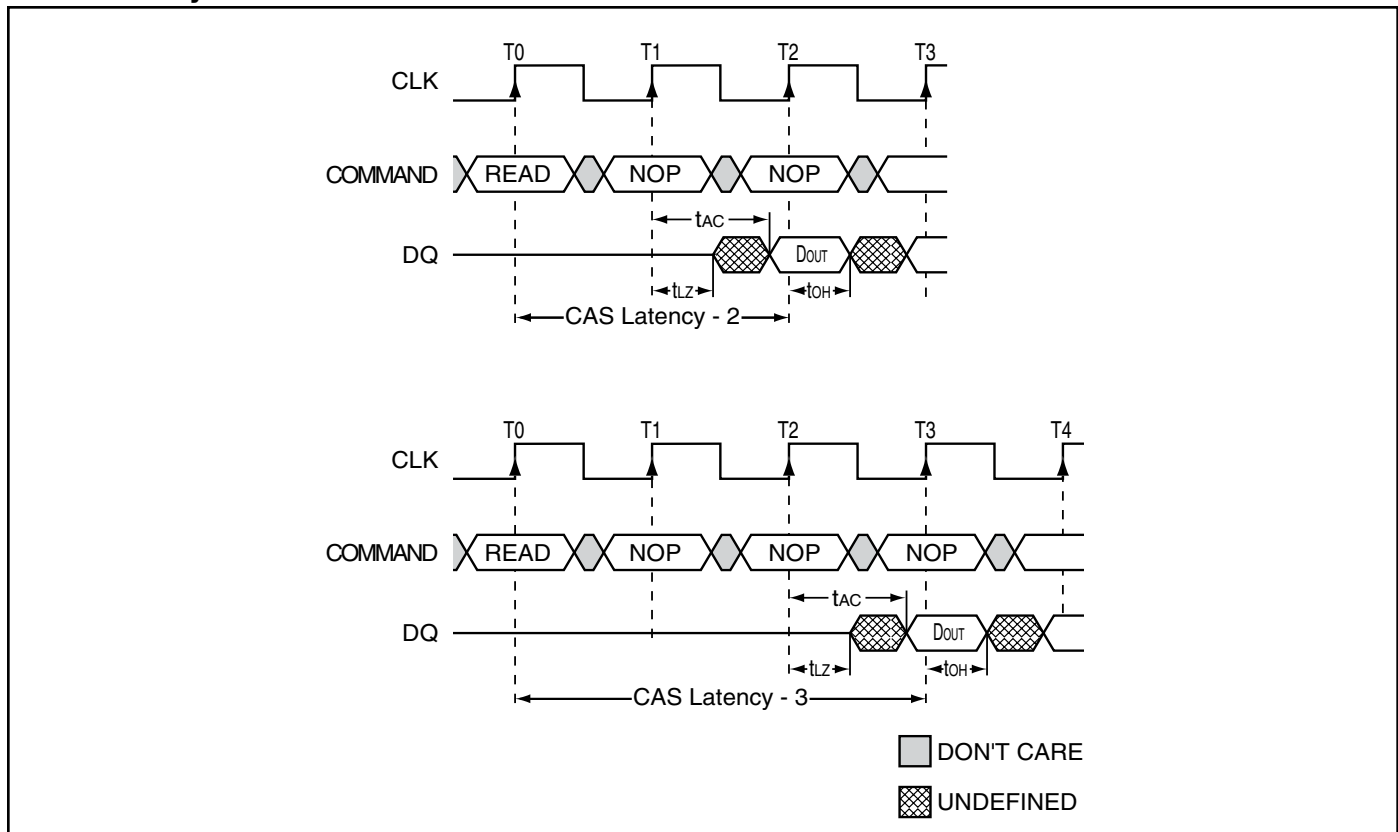 T0 T1 T2 T3
CLK
COMMAND READ NOP NOP
tAC
DQ DOUT
tLZ tOH
CAS Latency - 2
T0 T1 T2 T3 T4
CLK
COMMAND READ NOP NOP NOP
tAC
DQ DOUT
tLZ tOH
CAS Latency - 3
DON'T CARE
UNDEFINED